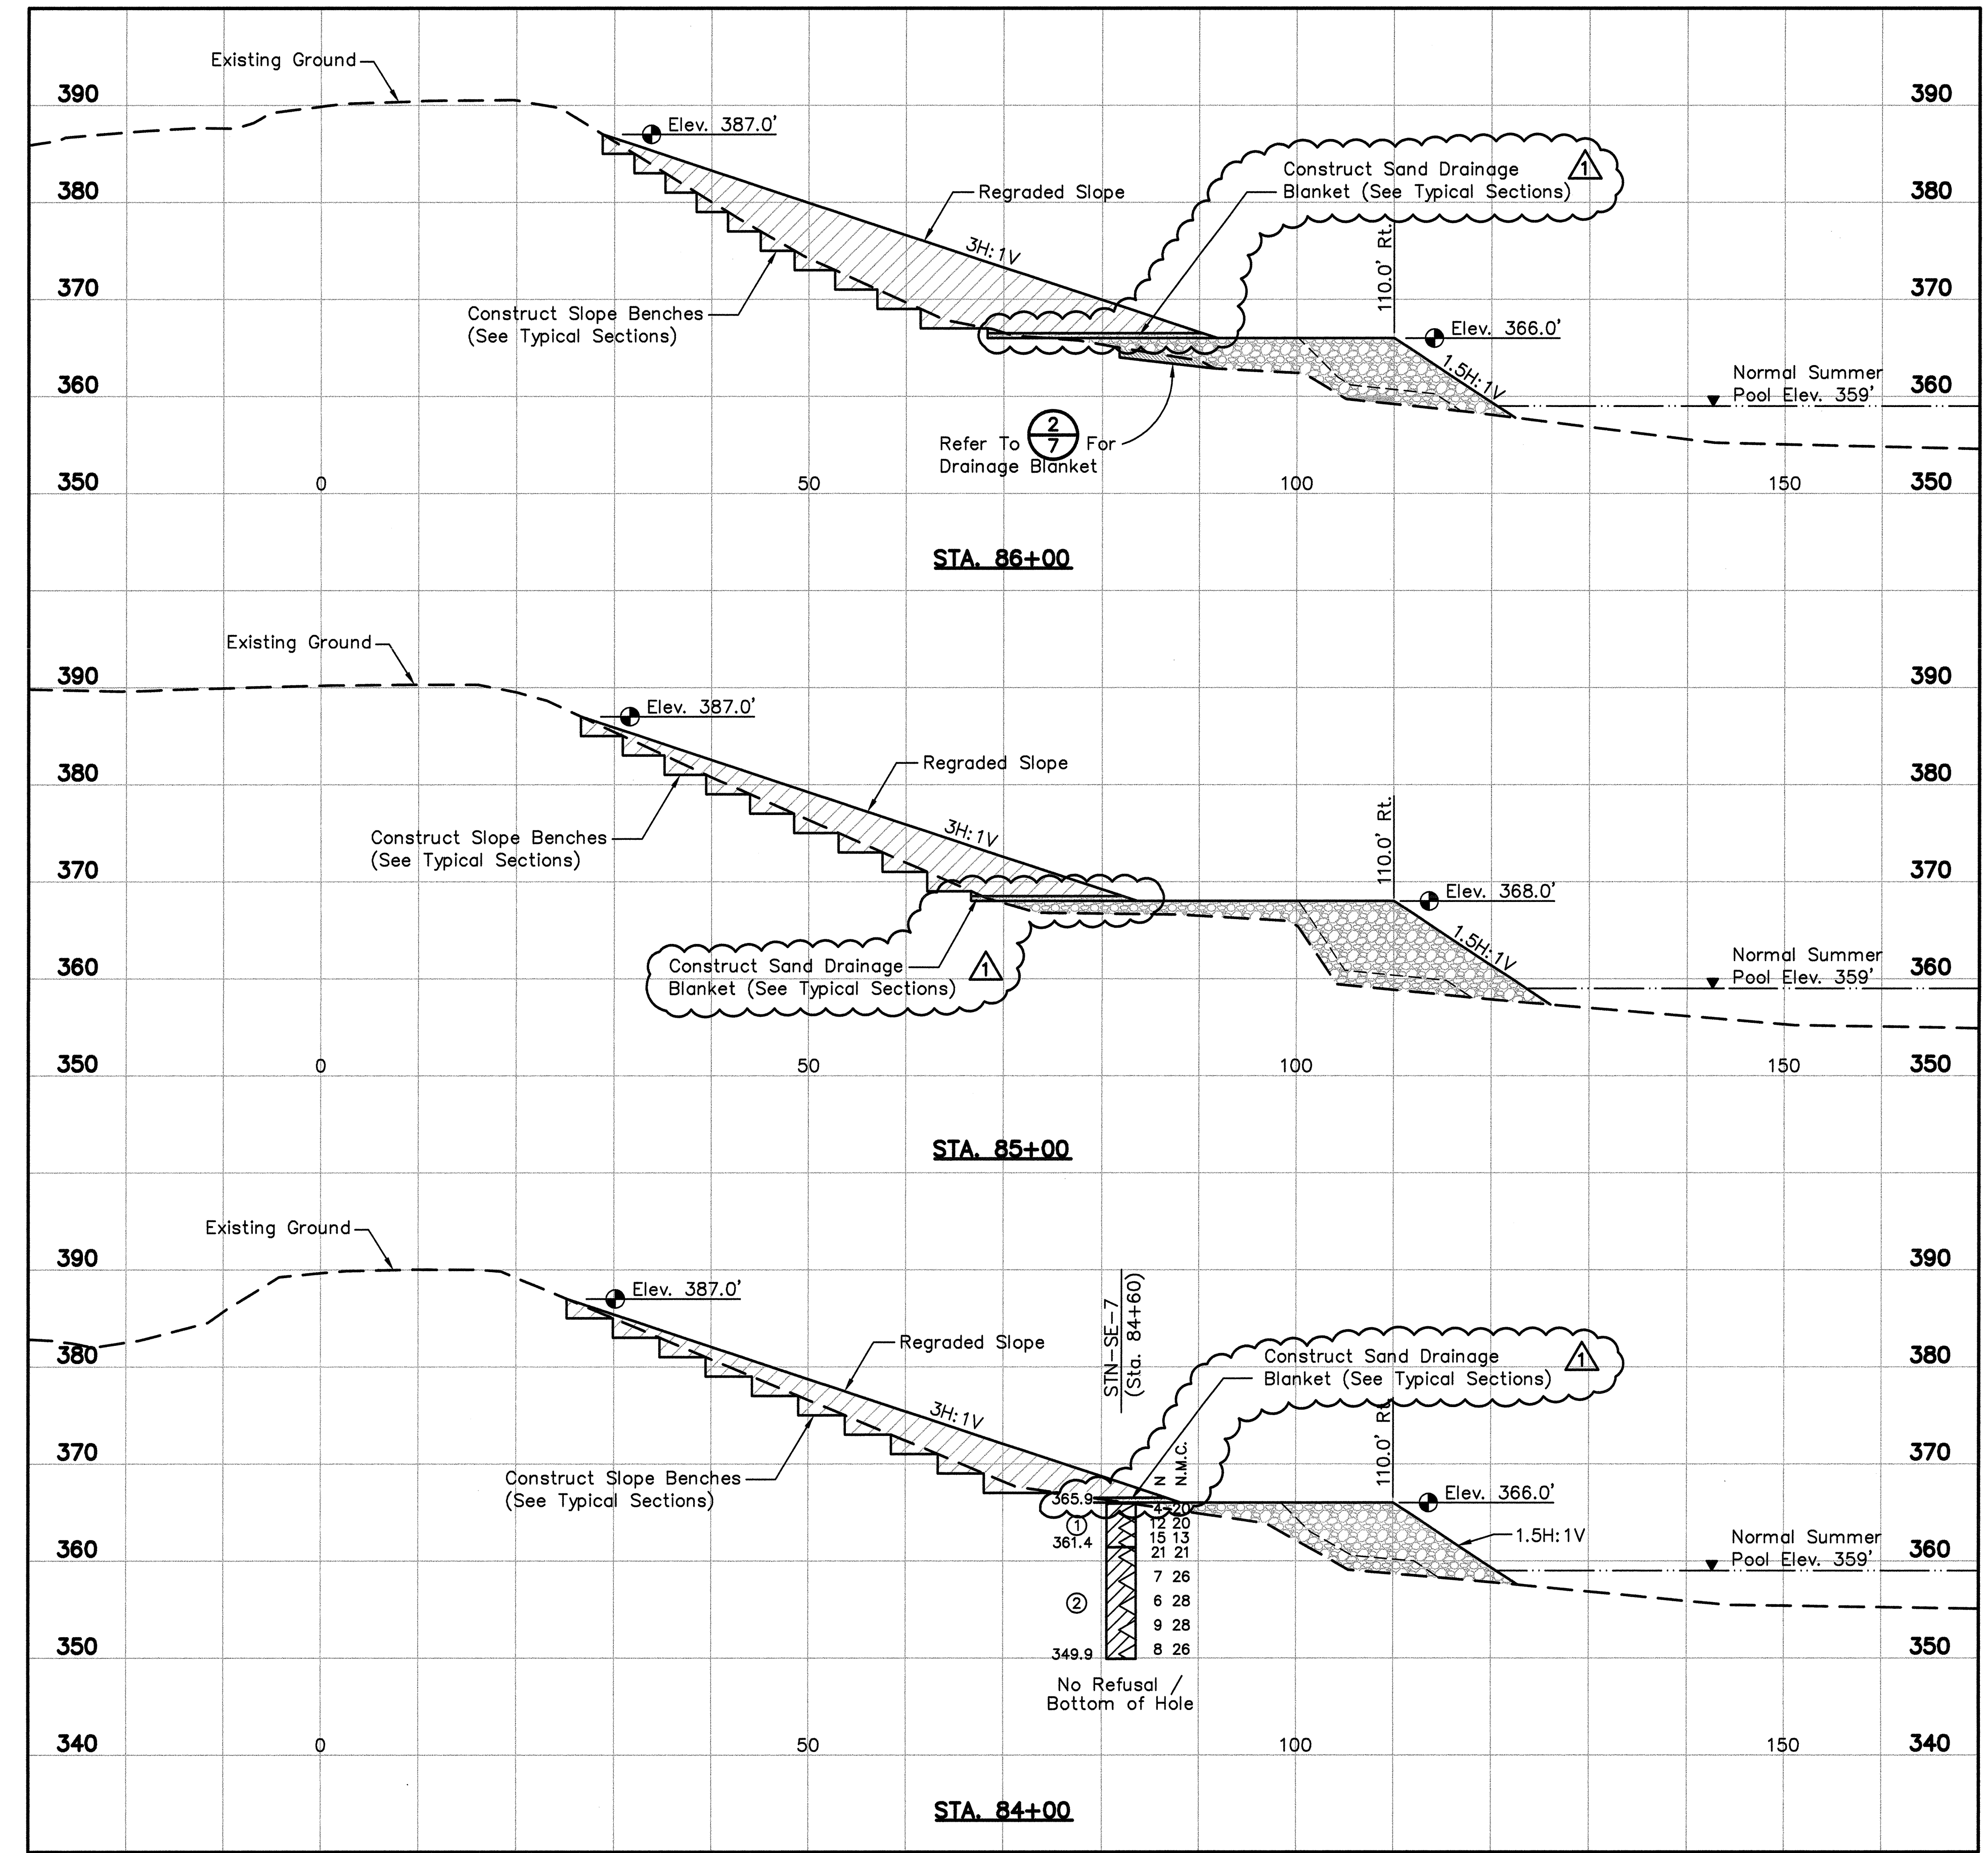 Existing Ground
390
390
Elev. 387.0'
Construct Sand Drainage
Blanket (See Typical Sections)
1
380
Regraded Slope
380
3H:1V
110.0' Rt.
370
370
Construct Slope Benches
(See Typical Sections)
Elev. 366.0'
1.5H:1V
Normal Summer
Pool Elev. 359'
360
360
2
7
Refer To
For
Drainage Blanket
350
0
50
100
150
350
STA. 86+00
Existing Ground
390
390
Elev. 387.0'
Regraded Slope
380
380
110.0' Rt.
3H:1V
Construct Slope Benches
(See Typical Sections)
370
370
Elev. 368.0'
1.5H:1V
Construct Sand Drainage
Blanket (See Typical Sections)
1
Normal Summer
Pool Elev. 359'
360
360
350
0
50
100
150
350
STA. 85+00
Existing Ground
390
390
Elev. 387.0'
STN-SE-7
(Sta. 84+60)
Regraded Slope
Construct Sand Drainage
Blanket (See Typical Sections)
1
380
380
3H:1V
110.0' Rt.
370
370
N
N.M.C.
Construct Slope Benches
(See Typical Sections)
365.9
Elev. 366.0'
4 20
1
12 20
361.4
15 13
1.5H:1V
21 21
Normal Summer
Pool Elev. 359'
360
360
7 26
2
6 28
9 28
349.9
8 26
350
350
No Refusal /
Bottom of Hole
340
0
50
100
150
340
STA. 84+00